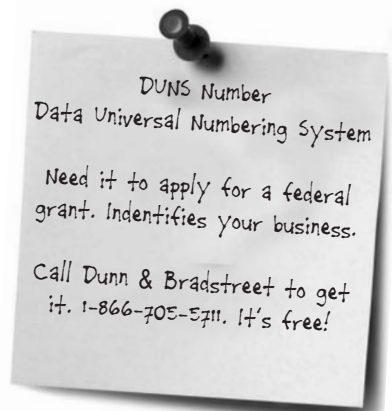 DUNS Number
Data Universal Numbering System
Need it to apply for a federal
grant. Indentifies your business.
Call Dunn & Bradstreet to get
it. 1-866-705-5711. It's free!